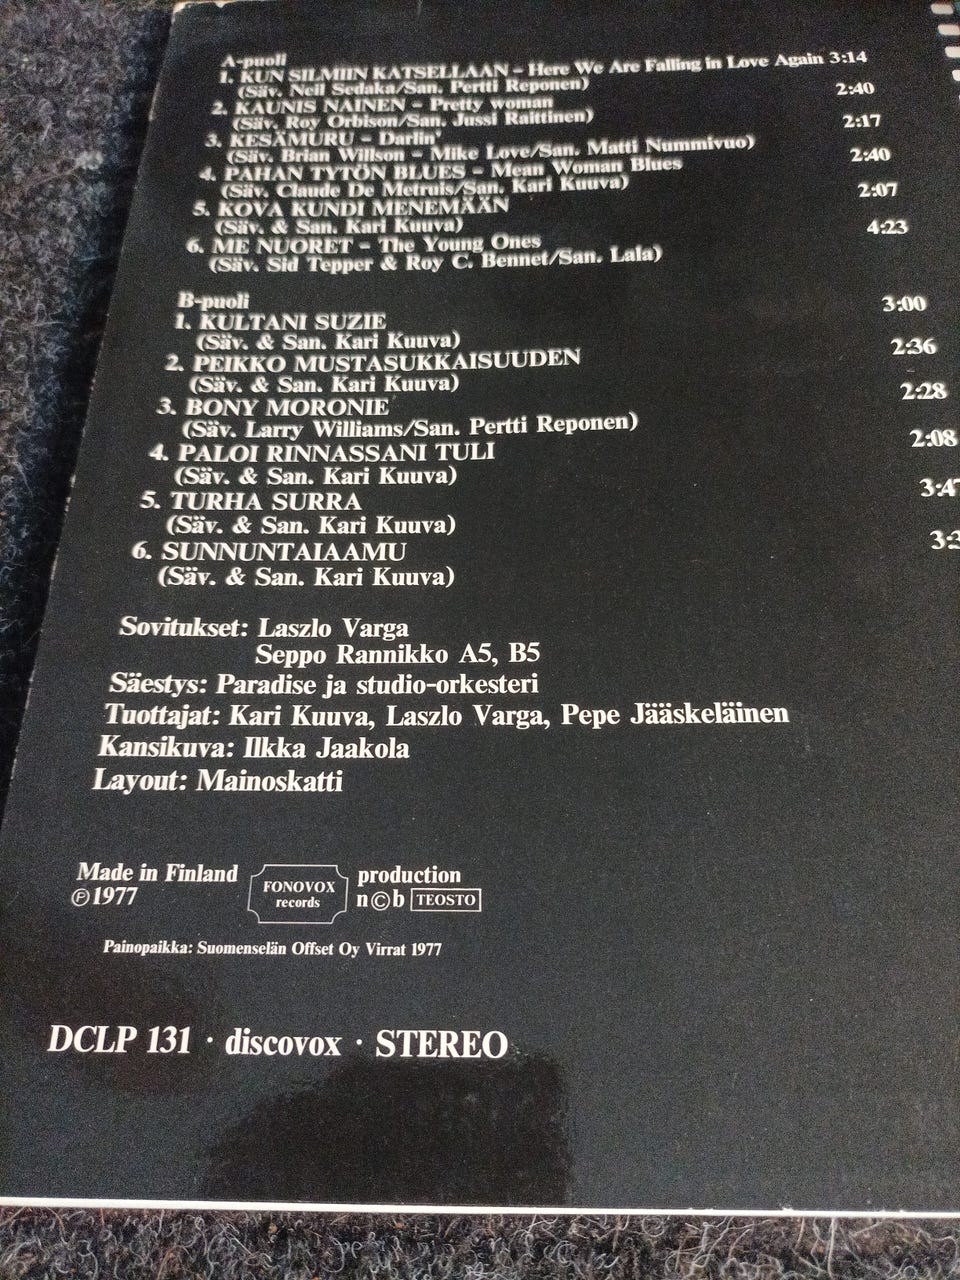 A-puoli
1. KUN SILMIIN KATSELLAAN – Here We Are Falling in Love Again 3:14
(Säv. Neil Sedaka/San. Pertti Reponen)
2. KAUNIS NAINEN – Pretty woman 2:40
(Säv. Roy Orbison/San. Jussi Raittinen)
3. KESÄMURU – Darlin' 2:17
(Säv. Brian Willson – Mike Love/San. Matti Nummivuo)
4. PAHAN TYTÖN BLUES – Mean Woman Blues 2:40
(Säv. Claude De Metruis/San. Kari Kuuva)
5. KOVA KUNDI MENEMÄÄN 2:07
(Säv. & San. Kari Kuuva)
6. ME NUORET – The Young Ones 4:23
(Säv. Sid Tepper & Roy C. Bennet/San. Lala)
B-puoli
1. KULTANI SUZIE 3:00
(Säv. & San. Kari Kuuva)
2. PEIKKO MUSTASUKKAISUUDEN 2:36
(Säv. & San. Kari Kuuva)
3. BONY MORONIE 2:28
(Säv. Larry Williams/San. Pertti Reponen)
4. PALOI RINNASSANI TULI 2:08
(Säv. & San. Kari Kuuva)
5. TURHA SURRA 3:47
(Säv. & San. Kari Kuuva)
6. SUNNUNTAIAAMU
(Säv. & San. Kari Kuuva)
Sovitukset: Laszlo Varga
Seppo Rannikko A5, B5
Säestys: Paradise ja studio-orkesteri
Tuottajat: Kari Kuuva, Laszlo Varga, Pepe Jääskeläinen
Kansikuva: Ilkka Jaakola
Layout: Mainoskatti
Made in Finland FONOVOX production
℗1977 records n©b TEOSTO
Painopaikka: Suomenselän Offset Oy Virrat 1977
DCLP 131 · discovox · STEREO